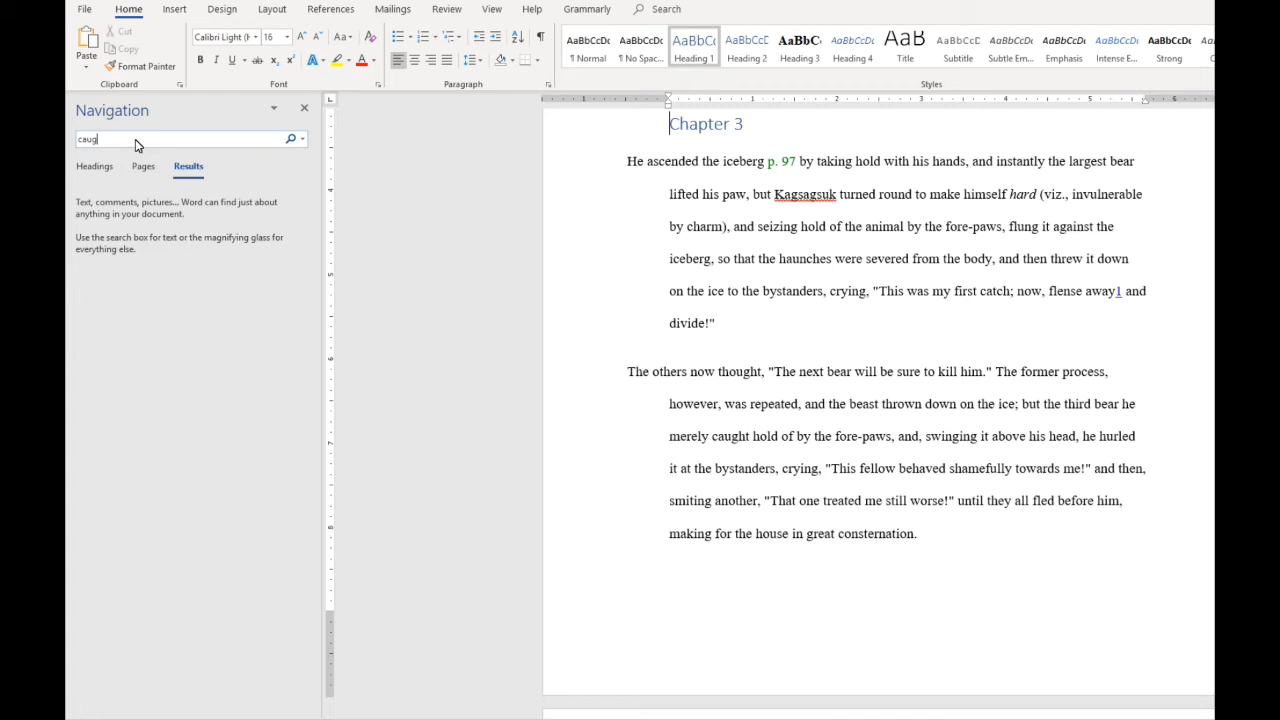 File Home Insert Design Layout References Mailings Review View Help Grammarly Search
Paste
Cut
Copy
Format Painter
Clipboard
Calibri Light (H 16
Font
Paragraph
AaBbCcDc AaBbCcDc AaBbCc AaBbCcD AaBbC AaBbCcDc AaB AaBbCcD AaBbCcDc AaBbCcDc AaBbCcDc AaBbCcDc
¶ Normal ¶ No Spac... Heading 1 Heading 2 Heading 3 Heading 4 Title Subtitle Subtle Em... Emphasis Intense E... Strong
Styles
Navigation
caug
Headings Pages Results
Text, comments, pictures... Word can find just about
anything in your document.
Use the search box for text or the magnifying glass for
everything else.
Chapter 3
He ascended the iceberg p. 97 by taking hold with his hands, and instantly the largest bear
lifted his paw, but Kagsagsuk turned round to make himself hard (viz., invulnerable
by charm), and seizing hold of the animal by the fore-paws, flung it against the
iceberg, so that the haunches were severed from the body, and then threw it down
on the ice to the bystanders, crying, "This was my first catch; now, flense away1 and
divide!"
The others now thought, "The next bear will be sure to kill him." The former process,
however, was repeated, and the beast thrown down on the ice; but the third bear he
merely caught hold of by the fore-paws, and, swinging it above his head, he hurled
it at the bystanders, crying, "This fellow behaved shamefully towards me!" and then,
smiting another, "That one treated me still worse!" until they all fled before him,
making for the house in great consternation.